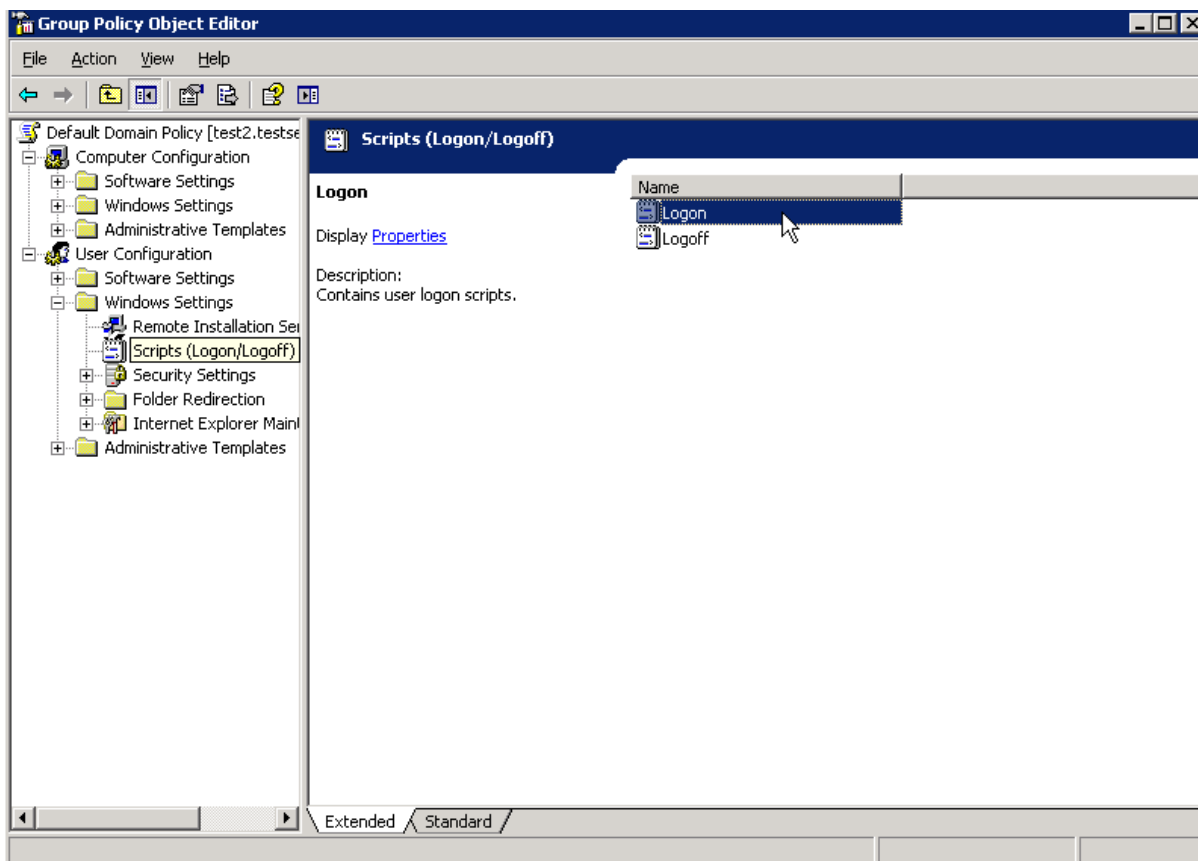 Group Policy Object Editor
File Action View Help
Default Domain Policy [test2.testse
Computer Configuration
Software Settings
Windows Settings
Administrative Templates
User Configuration
Software Settings
Windows Settings
Remote Installation Ser
Scripts (Logon/Logoff)
Security Settings
Folder Redirection
Internet Explorer Main
Administrative Templates
Scripts (Logon/Logoff)
Logon
Display Properties
Description:
Contains user logon scripts.
Name
Logon
Logoff
Extended Standard